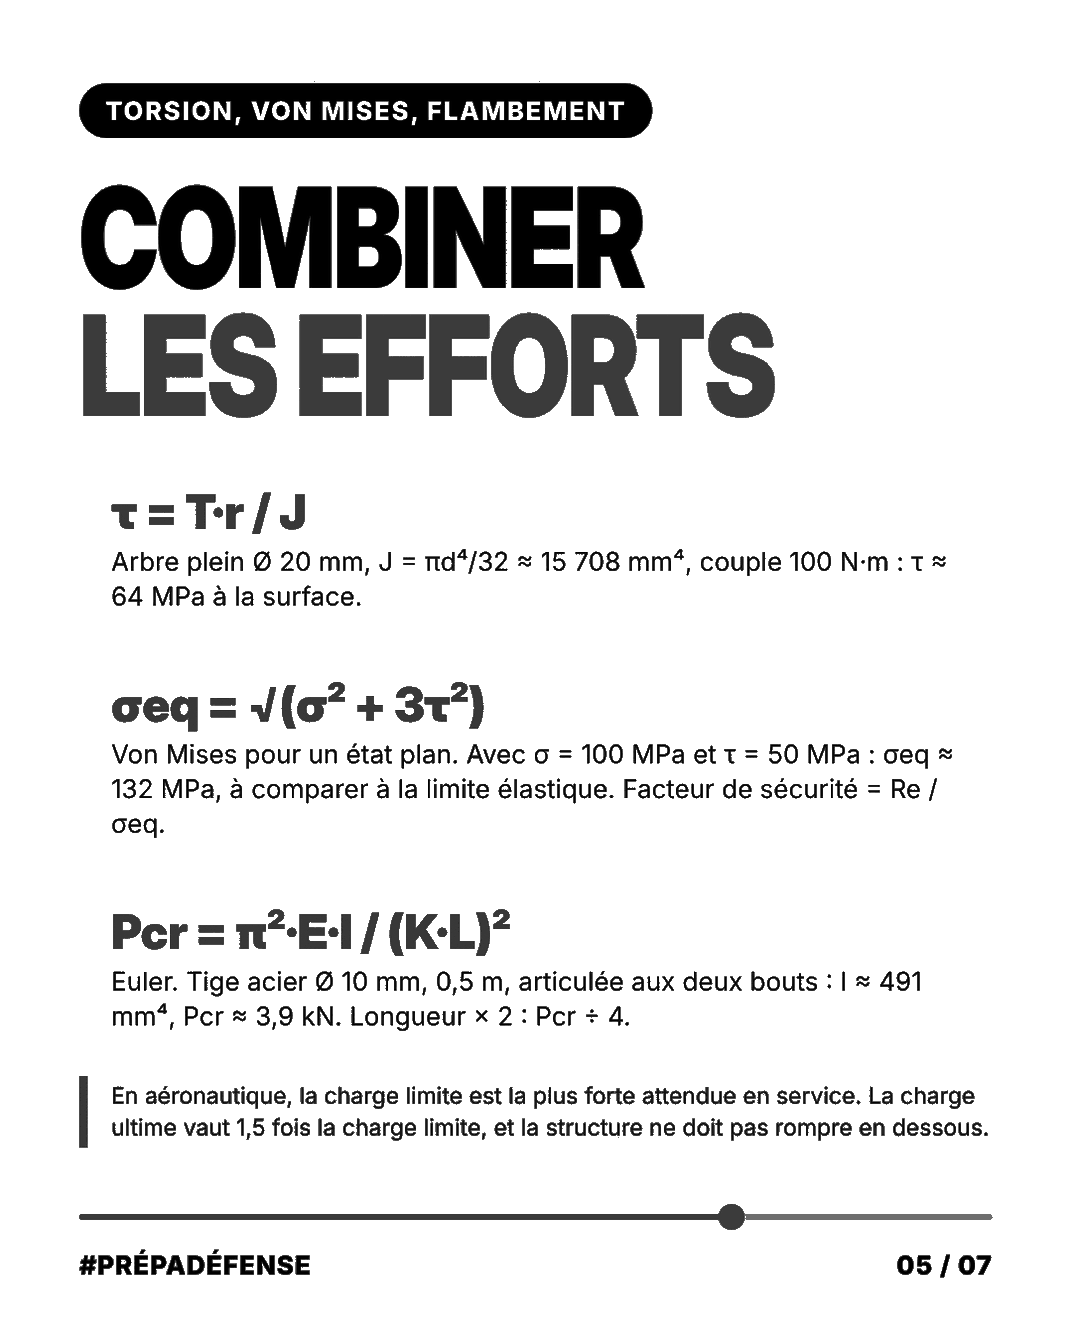 TORSION, VON MISES, FLAMBEMENT
COMBINER
LES EFFORTS
τ = T·r / J
Arbre plein Ø 20 mm, J = πd⁴/32 ≈ 15 708 mm⁴, couple 100 N·m : τ ≈
64 MPa à la surface.
σeq = √(σ² + 3τ²)
Von Mises pour un état plan. Avec σ = 100 MPa et τ = 50 MPa : σeq ≈
132 MPa, à comparer à la limite élastique. Facteur de sécurité = Re /
σeq.
Pcr = π²·E·I / (K·L)²
Euler. Tige acier Ø 10 mm, 0,5 m, articulée aux deux bouts : I ≈ 491
mm⁴, Pcr ≈ 3,9 kN. Longueur × 2 : Pcr ÷ 4.
En aéronautique, la charge limite est la plus forte attendue en service. La charge
ultime vaut 1,5 fois la charge limite, et la structure ne doit pas rompre en dessous.
#PRÉPADÉFENSE
05 / 07